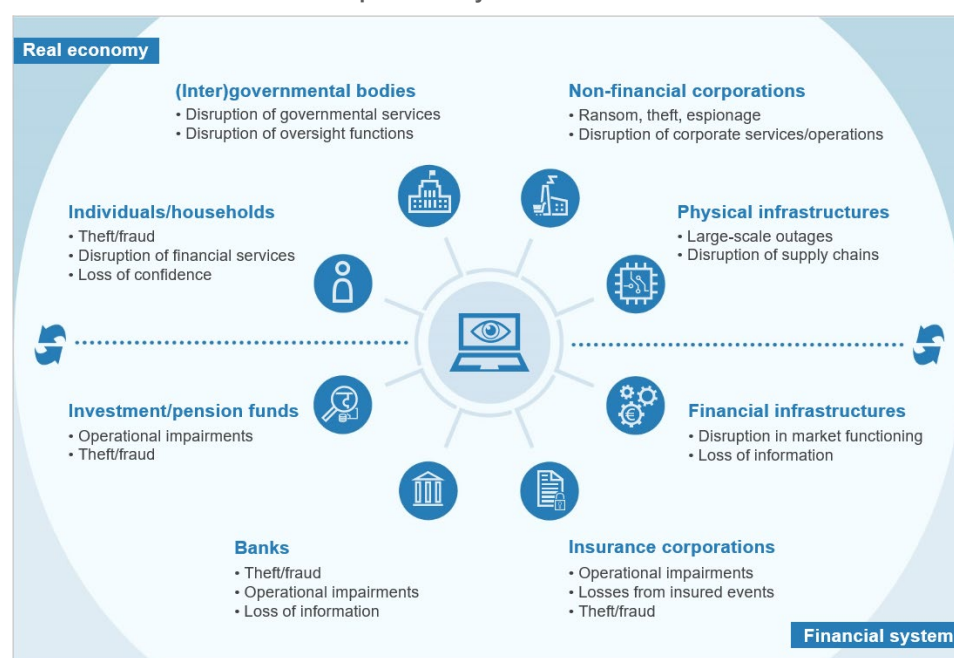 Real economy
(Inter)governmental bodies
• Disruption of governmental services
• Disruption of oversight functions
Non-financial corporations
• Ransom, theft, espionage
• Disruption of corporate services/operations
Individuals/households
• Theft/fraud
• Disruption of financial services
• Loss of confidence
Physical infrastructures
• Large-scale outages
• Disruption of supply chains
Investment/pension funds
• Operational impairments
• Theft/fraud
Financial infrastructures
• Disruption in market functioning
• Loss of information
Banks
• Theft/fraud
• Operational impairments
• Loss of information
Insurance corporations
• Operational impairments
• Losses from insured events
• Theft/fraud
Financial system